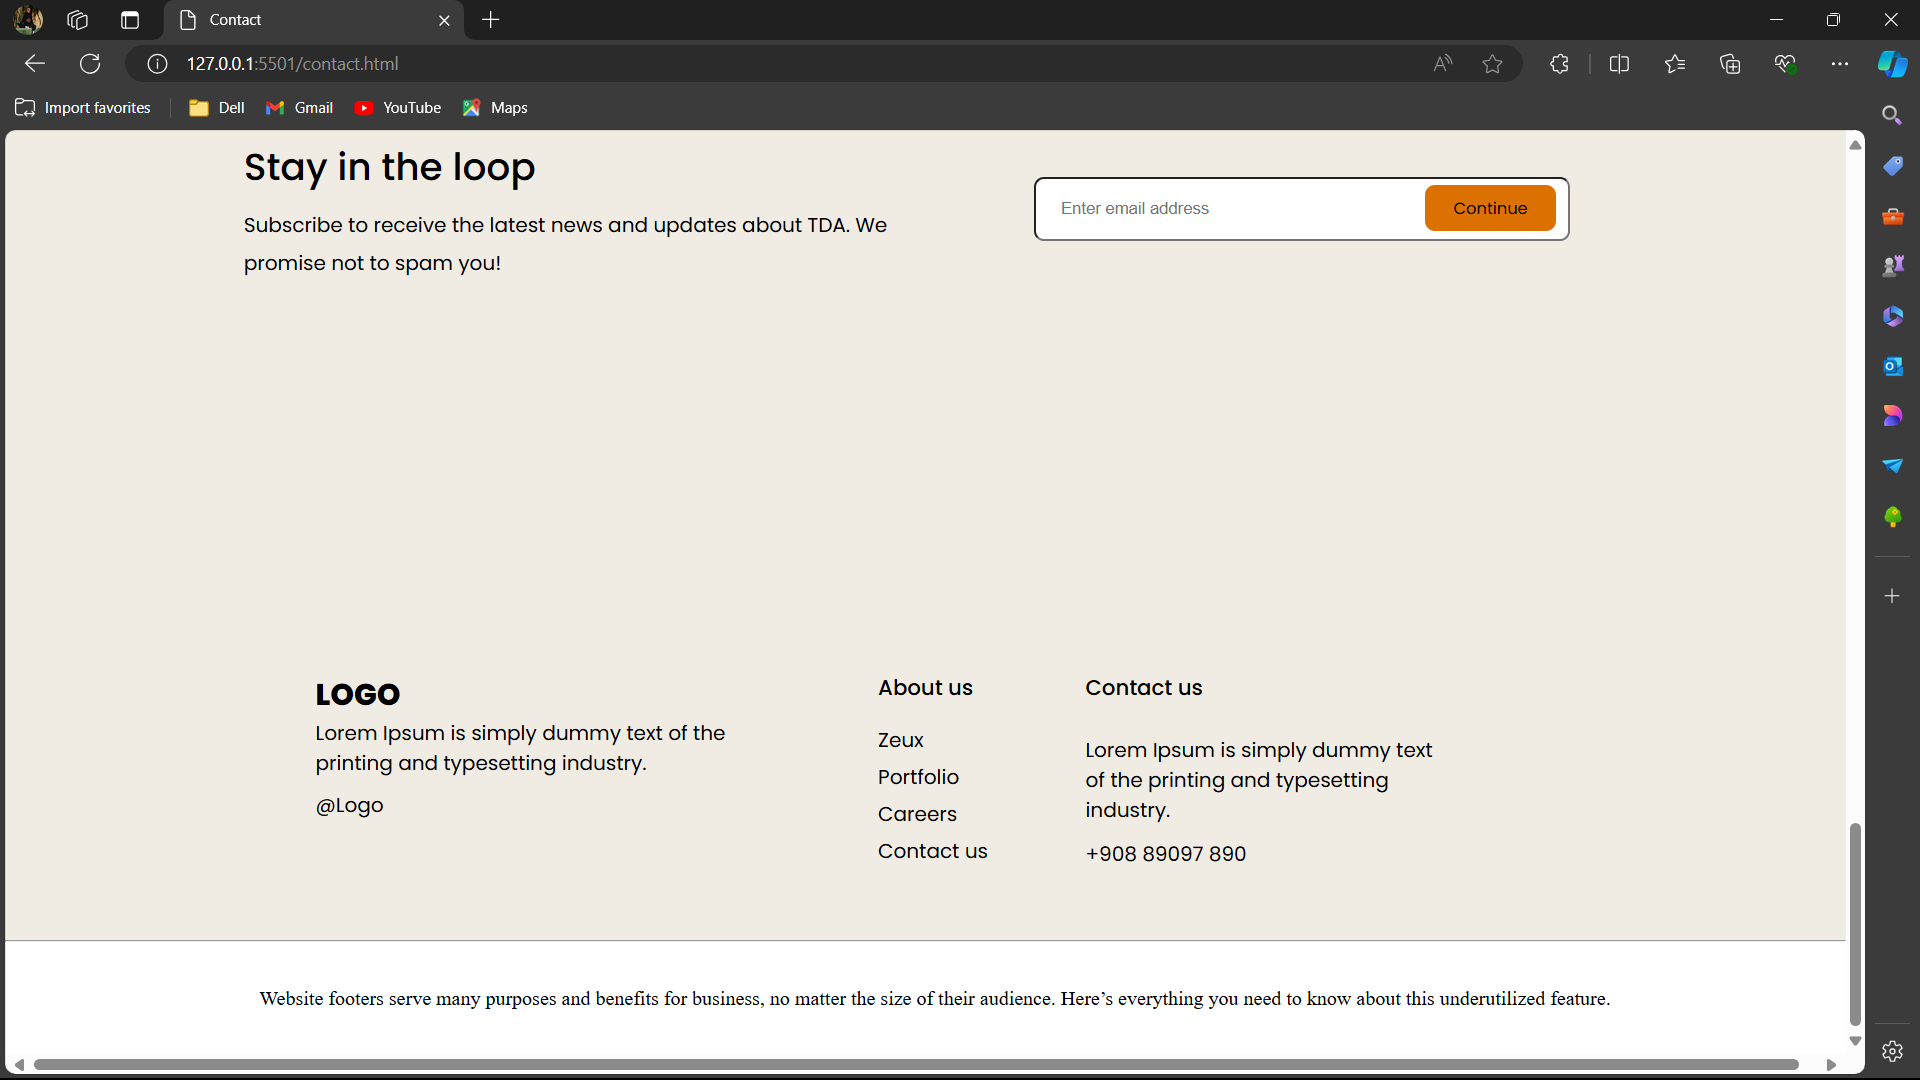 Contact
127.0.0.1:5501/contact.html
Import favorites
Dell
Gmail
YouTube
Maps
Stay in the loop
Subscribe to receive the latest news and updates about TDA. We
promise not to spam you!
Enter email address
Continue
LOGO
Lorem Ipsum is simply dummy text of the
printing and typesetting industry.
@Logo
About us
Zeux
Portfolio
Careers
Contact us
Contact us
Lorem Ipsum is simply dummy text
of the printing and typesetting
industry.
+908 89097 890
Website footers serve many purposes and benefits for business, no matter the size of their audience. Here’s everything you need to know about this underutilized feature.